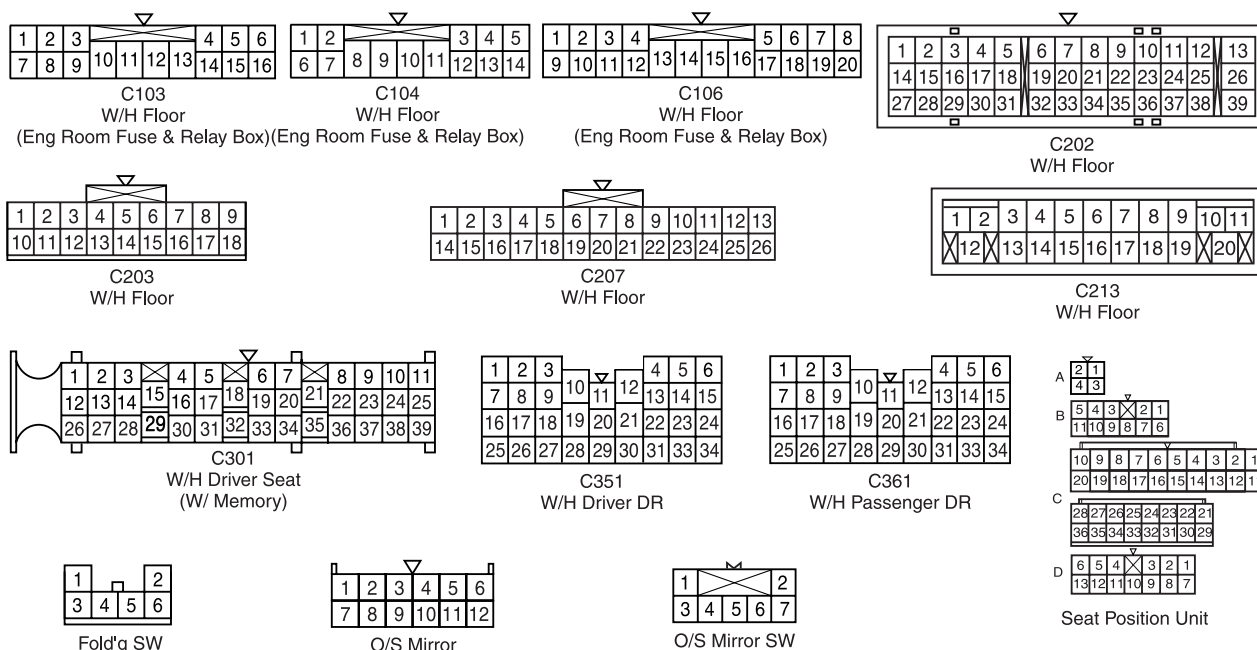 1 2 3 4 5 6
7 8 9 10 11 12 13 14 15 16
C103
W/H Floor
(Eng Room Fuse & Relay Box)
1 2 3 4 5
6 7 8 9 10 11 12 13 14
C104
W/H Floor
(Eng Room Fuse & Relay Box)
1 2 3 4 5 6 7 8
9 10 11 12 13 14 15 16 17 18 19 20
C106
W/H Floor
(Eng Room Fuse & Relay Box)
1 2 3 4 5 6 7 8 9 10 11 12 13
14 15 16 17 18 19 20 21 22 23 24 25 26
27 28 29 30 31 32 33 34 35 36 37 38 39
C202
W/H Floor
1 2 3 4 5 6 7 8 9
10 11 12 13 14 15 16 17 18
C203
W/H Floor
1 2 3 4 5 6 7 8 9 10 11 12 13
14 15 16 17 18 19 20 21 22 23 24 25 26
C207
W/H Floor
1 2 3 4 5 6 7 8 9 10 11
12 13 14 15 16 17 18 19 20
C213
W/H Floor
1 2 3 4 5 6 7 8 9 10 11
12 13 14 15 16 17 18 19 20 21 22 23 24 25
26 27 28 29 30 31 32 33 34 35 36 37 38 39
C301
W/H Driver Seat
(W/ Memory)
1 2 3 4 5 6
7 8 9 10 11 12 13 14 15
16 17 18 19 20 21 22 23 24
25 26 27 28 29 30 31 33 34
C351
W/H Driver DR
1 2 3 4 5 6
7 8 9 10 11 12 13 14 15
16 17 18 19 20 21 22 23 24
25 26 27 28 29 30 31 33 34
C361
W/H Passenger DR
A
2 1
4 3
B
5 4 3 2 1
11 10 9 8 7 6
C
10 9 8 7 6 5 4 3 2 1
20 19 18 17 16 15 14 13 12 1
28 27 26 25 24 23 22 21
36 35 34 33 32 31 30 29
D
6 5 4 3 2 1
13 12 11 10 9 8 7
Seat Position Unit
1 2
3 4 5 6
Fold'g SW
1 2 3 4 5 6
7 8 9 10 11 12
O/S Mirror
1 2
3 4 5 6 7
O/S Mirror SW